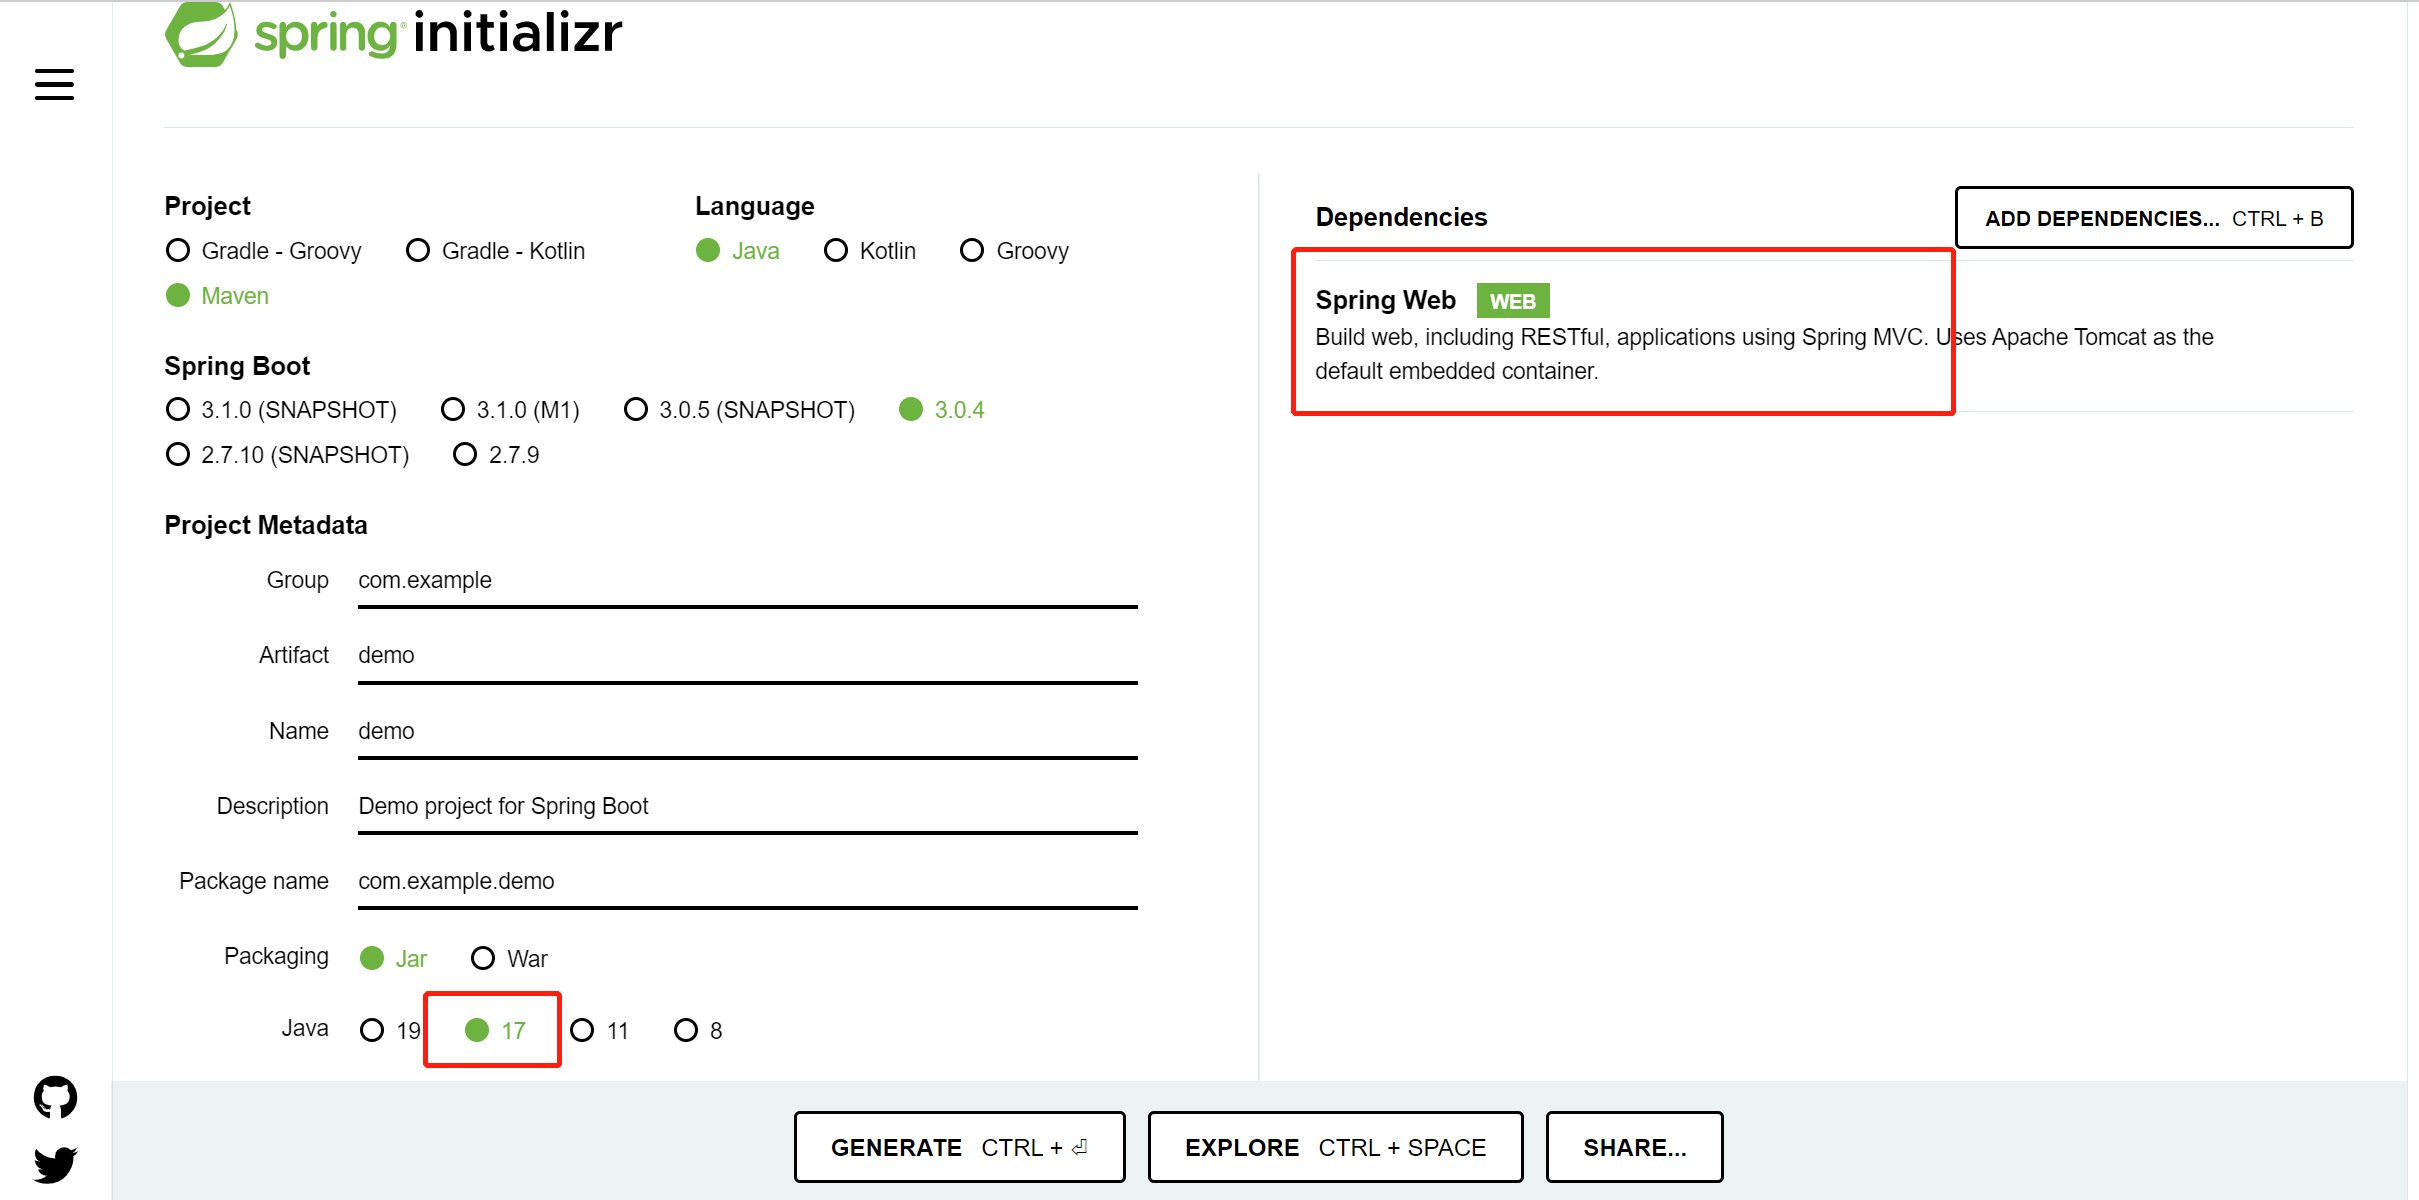 spring initializr
Project
Gradle - Groovy Gradle - Kotlin
Maven
Language
Java Kotlin Groovy
Spring Boot
3.1.0 (SNAPSHOT) 3.1.0 (M1) 3.0.5 (SNAPSHOT) 3.0.4
2.7.10 (SNAPSHOT) 2.7.9
Project Metadata
Group com.example
Artifact demo
Name demo
Description Demo project for Spring Boot
Package name com.example.demo
Packaging Jar War
Java 19 17 11 8
Dependencies
ADD DEPENDENCIES... CTRL + B
Spring Web WEB
Build web, including RESTful, applications using Spring MVC. Uses Apache Tomcat as the
default embedded container.
GENERATE CTRL + ⏎
EXPLORE CTRL + SPACE
SHARE...